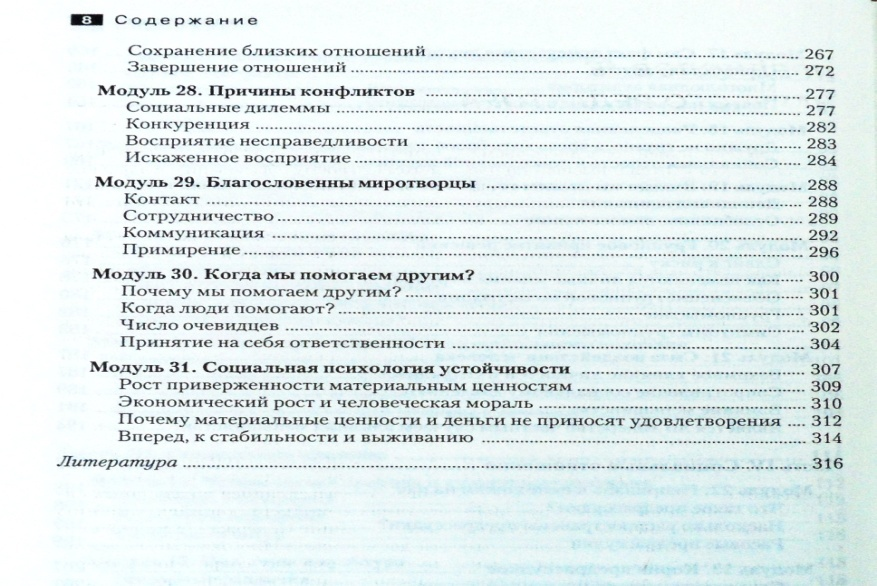 8 Содержание
Сохранение близких отношений ... 267
Завершение отношений ... 272
Модуль 28. Причины конфликтов ... 277
Социальные дилеммы ... 277
Конкуренция ... 282
Восприятие несправедливости ... 283
Искаженное восприятие ... 284
Модуль 29. Благословенны миротворцы ... 288
Контакт ... 288
Сотрудничество ... 289
Коммуникация ... 292
Примирение ... 296
Модуль 30. Когда мы помогаем другим? ... 300
Почему мы помогаем другим? ... 301
Когда люди помогают? ... 301
Число очевидцев ... 302
Принятие на себя ответственности ... 304
Модуль 31. Социальная психология устойчивости ... 307
Рост приверженности материальным ценностям ... 309
Экономический рост и человеческая мораль ... 310
Почему материальные ценности и деньги не приносят удовлетворения ... 312
Вперед, к стабильности и выживанию ... 314
Литература ... 316